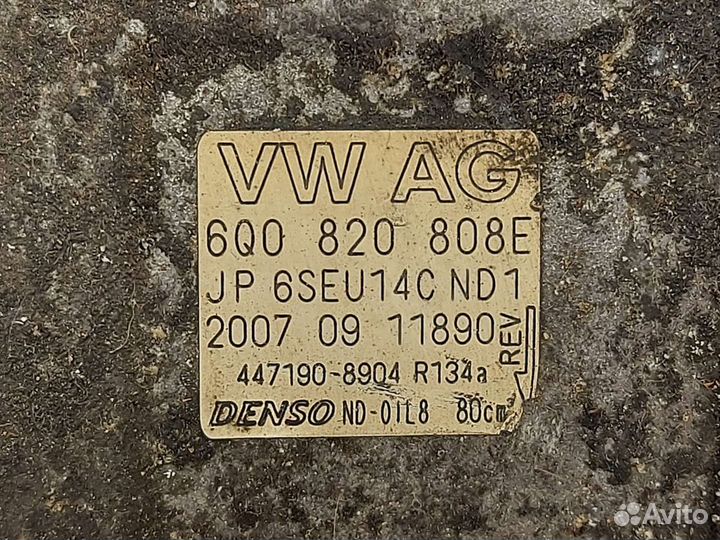 VW AG
6Q0 820 808E
JP 6SEU14C ND1
2007 09 11890
REV
447190-8904 R134a
DENSO ND-OIL8 80cm³
Avito